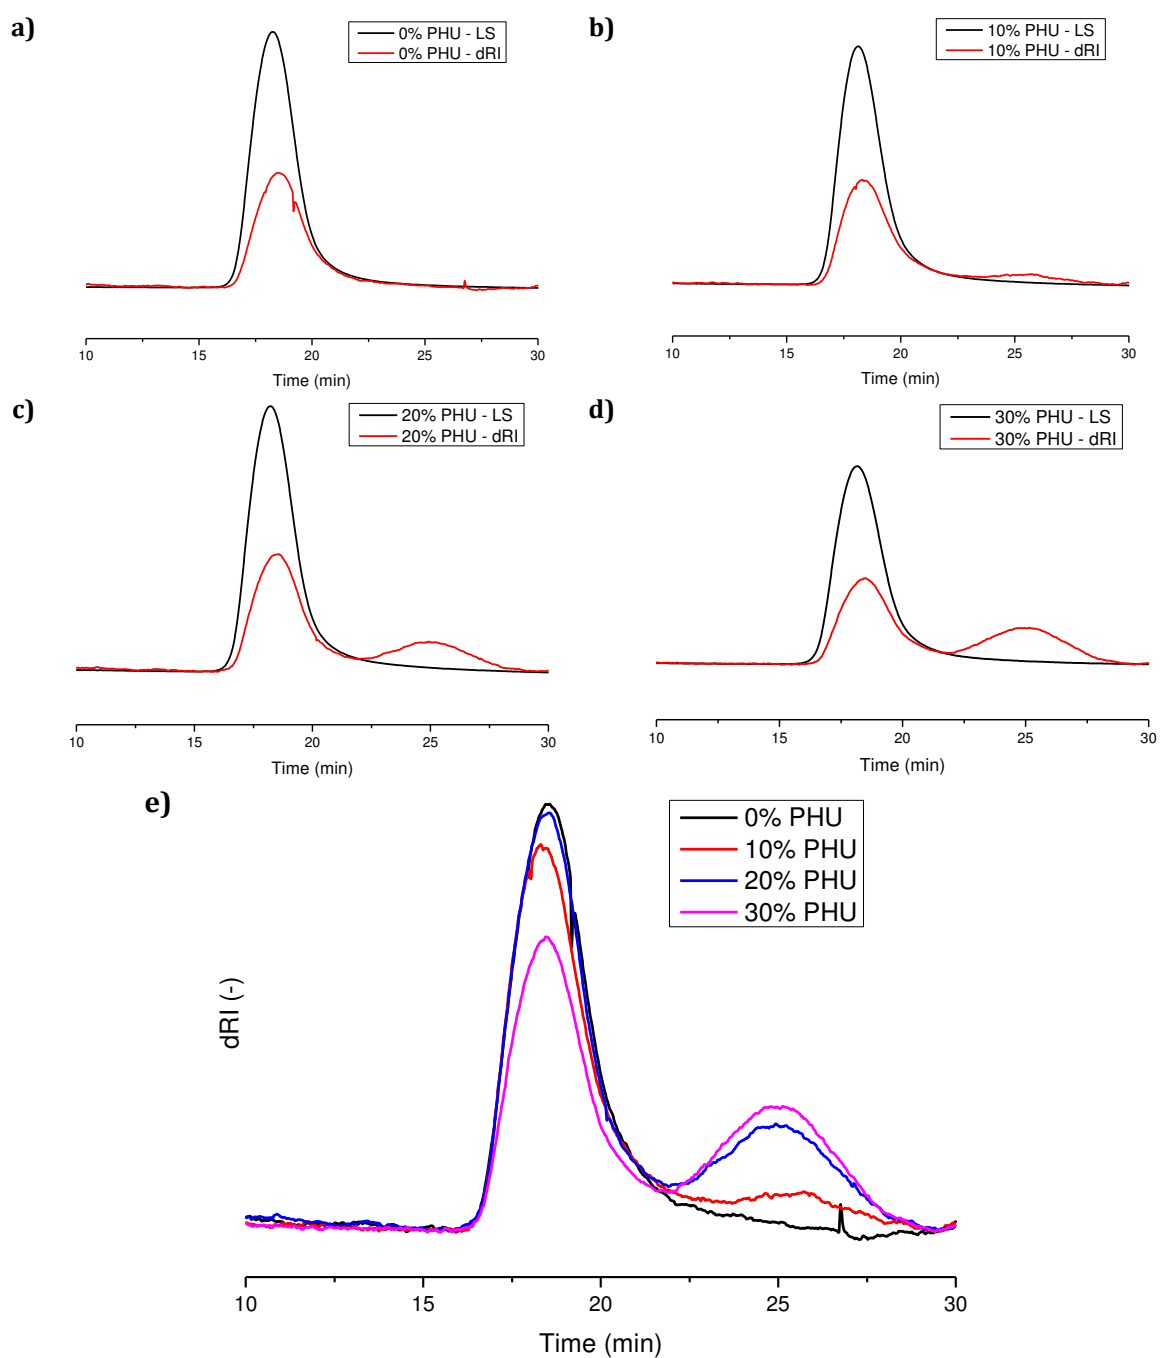 a)
0% PHU - LS
0% PHU - dRI
10 15 20 25 30
Time (min)
b)
10% PHU - LS
10% PHU - dRI
10 15 20 25 30
Time (min)
c)
20% PHU - LS
20% PHU - dRI
10 15 20 25 30
Time (min)
d)
30% PHU - LS
30% PHU - dRI
10 15 20 25 30
Time (min)
e)
0% PHU
10% PHU
20% PHU
30% PHU
dRI (-)
10 15 20 25 30
Time (min)